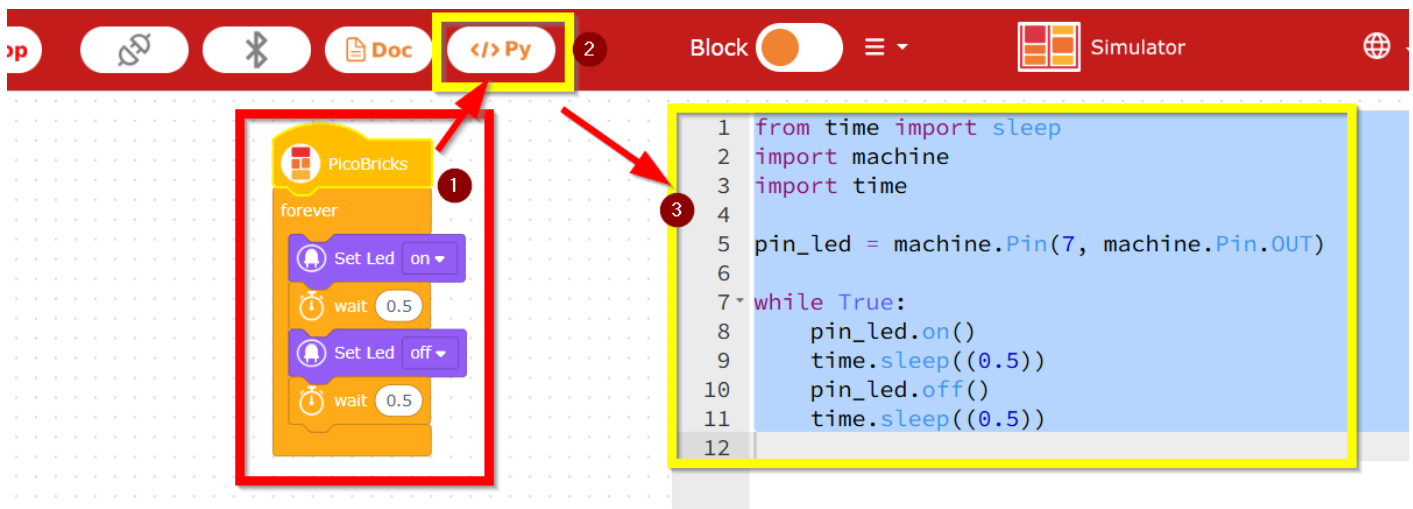 op
Doc
</> Py
2
Block
Simulator
PicoBricks
1
forever
Set Led on
wait 0.5
Set Led off
wait 0.5
3
1 from time import sleep
2 import machine
3 import time
4
5 pin_led = machine.Pin(7, machine.Pin.OUT)
6
7 while True:
8     pin_led.on()
9     time.sleep((0.5))
10     pin_led.off()
11     time.sleep((0.5))
12